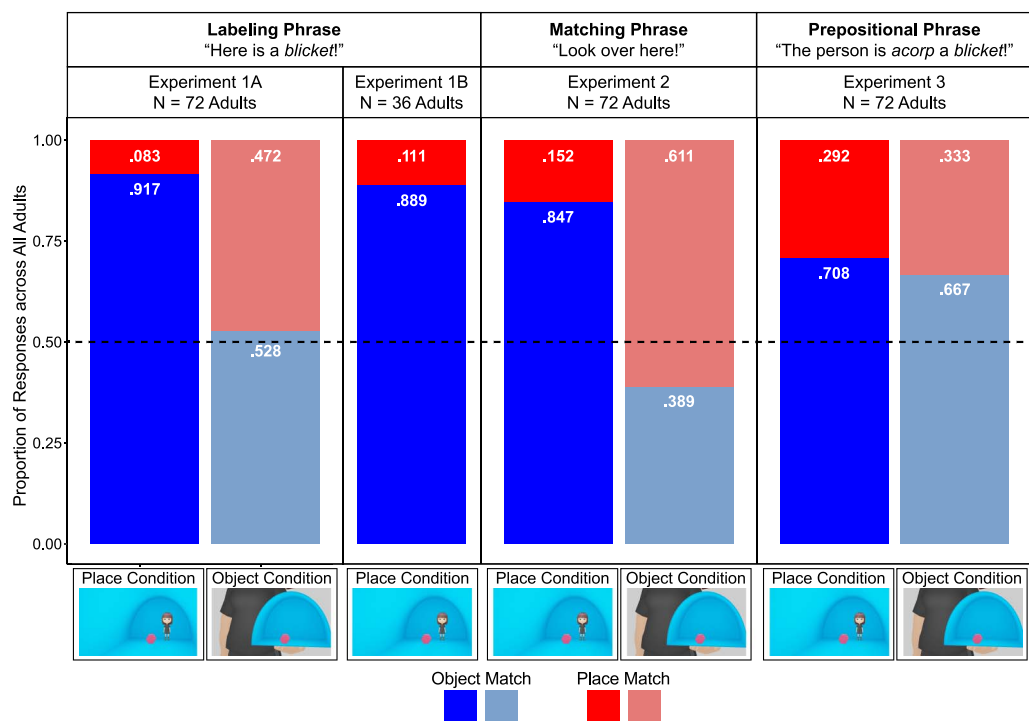 Labeling Phrase
“Here is a blicket!”
Matching Phrase
“Look over here!”
Prepositional Phrase
“The person is acorp a blicket!”
Experiment 1A
N = 72 Adults
Experiment 1B
N = 36 Adults
Experiment 2
N = 72 Adults
Experiment 3
N = 72 Adults
Proportion of Responses across All Adults
1.00
0.75
0.50
0.25
0.00
.083
.917
.472
.528
.111
.889
.152
.847
.611
.389
.292
.708
.333
.667
Place Condition
Object Condition
Place Condition
Place Condition
Object Condition
Place Condition
Object Condition
Object Match
Place Match